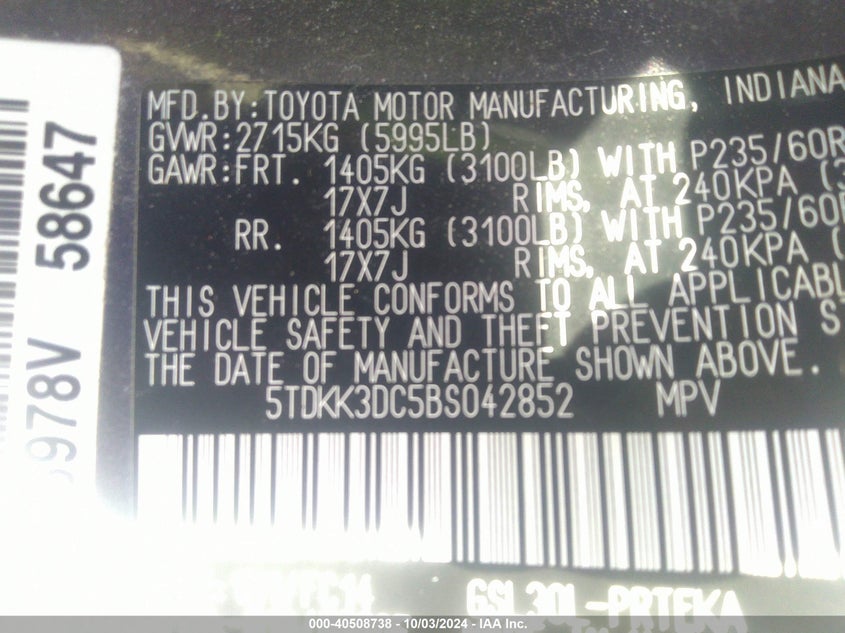 MFD.BY:TOYOTA MOTOR MANUFACTURING, INDIANA
GVWR:2715KG (5995LB)
GAWR:FRT. 1405KG (3100LB) WITH P235/60R
17X7J RIMS, AT 240KPA (
RR. 1405KG (3100LB) WITH P235/60R
17X7J RIMS, AT 240KPA (
THIS VEHICLE CONFORMS TO ALL APPLICABL
VEHICLE SAFETY AND THEFT PREVENTION S
THE DATE OF MANUFACTURE SHOWN ABOVE.
5TDKK3DC5BS042852 MPV
GSL30L-PRTEKA
978V 58647
000-40508738 - 10/03/2024 - IAA Inc.